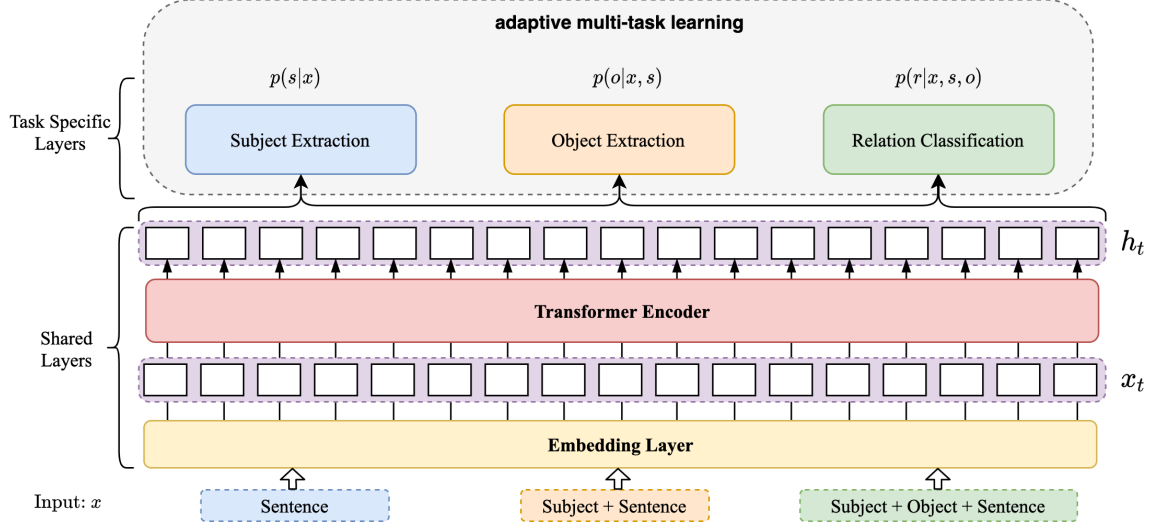 adaptive multi-task learning
p(s|x)
p(o|x, s)
p(r|x, s, o)
Task Specific
Layers
Subject Extraction
Object Extraction
Relation Classification
h_t
Transformer Encoder
Shared
Layers
x_t
Embedding Layer
Input: x
Sentence
Subject + Sentence
Subject + Object + Sentence